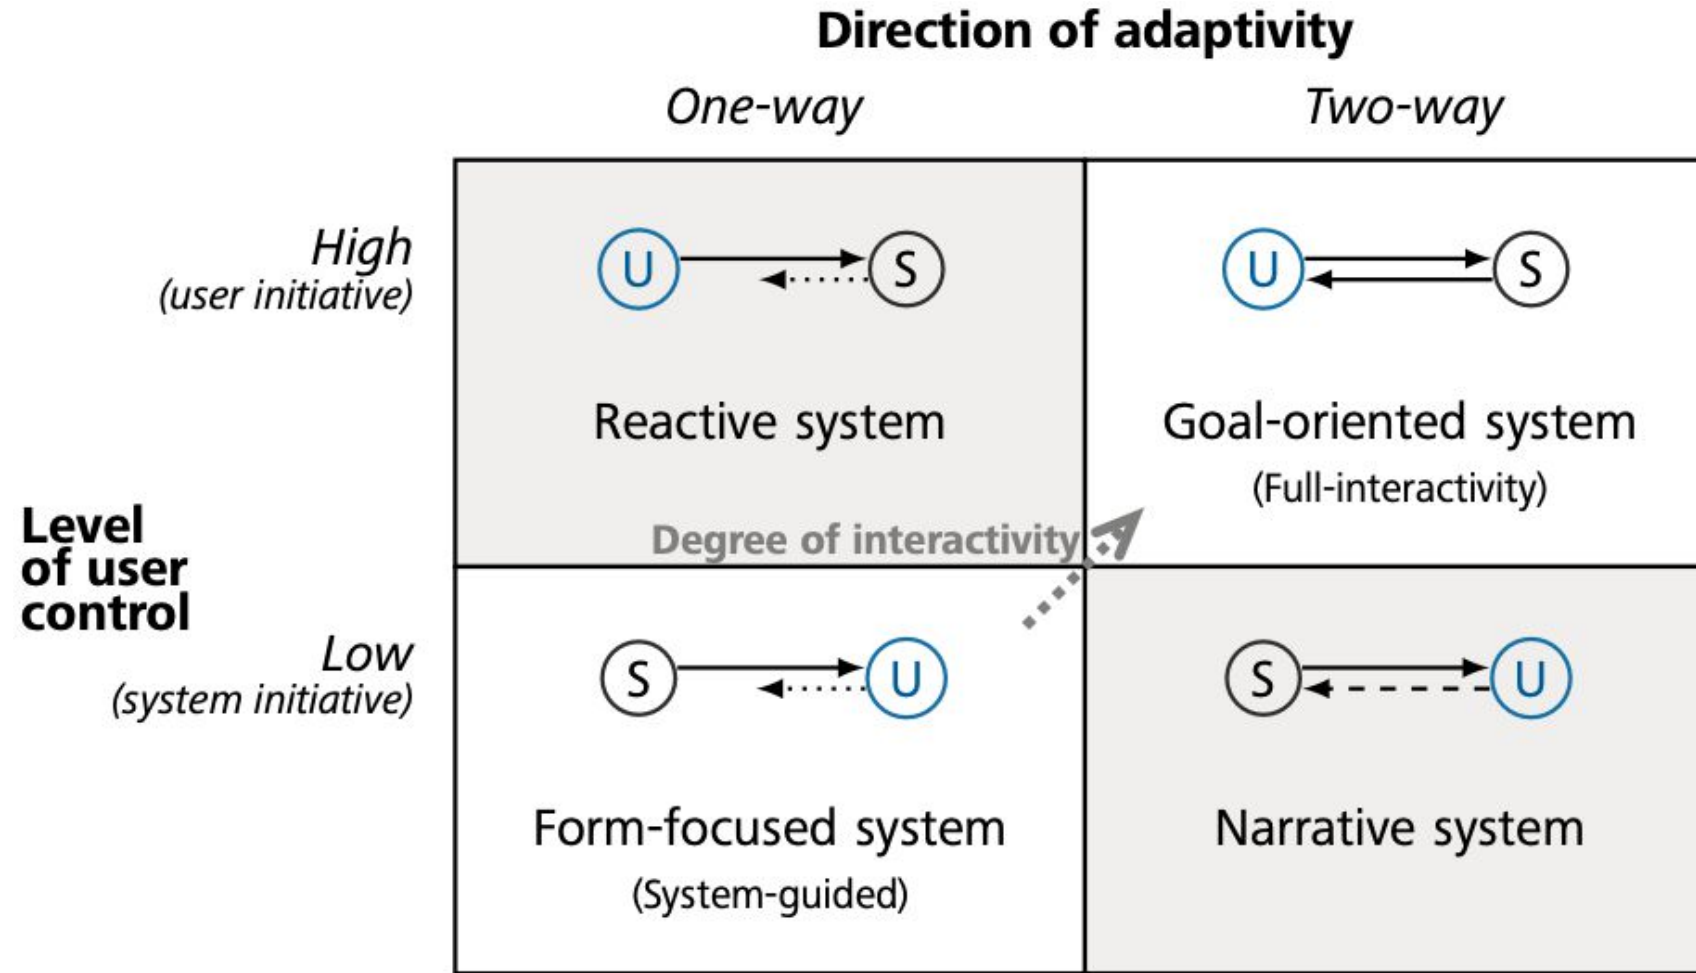 Direction of adaptivity
One-way Two-way
High
(user initiative)
U S
U S
Reactive system
Goal-oriented system
(Full-interactivity)
Level
of user
control
Degree of interactivity
Low
(system initiative)
S U
S U
Form-focused system
(System-guided)
Narrative system